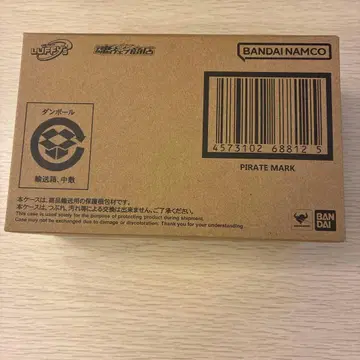 LUFFY's
BANDAI NAMCO
4573102 68812 5
PIRATE MARK
ダンボール
輸送箱、中敷
本ケースは、商品輸送用の保護梱包材です。
本ケースは、つぶれ、汚れ等による交換は出来ません。ご了承ください。
This case is used solely for the purpose of protecting product during shipment.
Case may not be exchanged due to damage or discoloration. Thank you for your understanding.
BAN
DAI